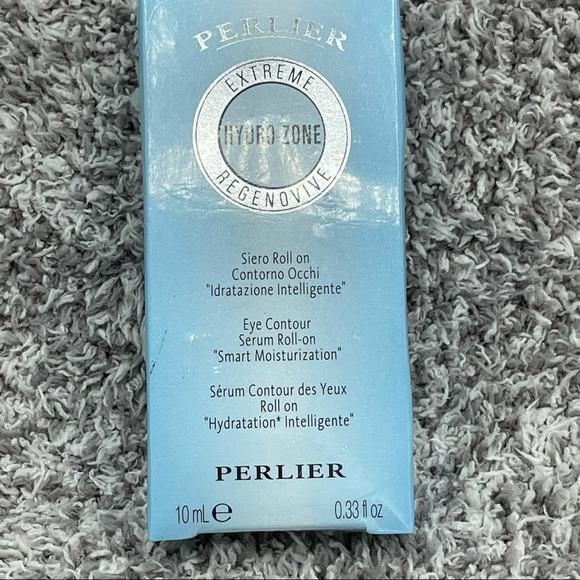 PERLIER
EXTREME
HYDRO ZONE
REGENOVIVE
Siero Roll on
Contorno Occhi
"Idratazione Intelligente"
Eye Contour
Serum Roll-on
"Smart Moisturization"
Sérum Contour des Yeux
Roll on
"Hydratation* Intelligente"
PERLIER
10 mL ℮ 0.33 fl oz